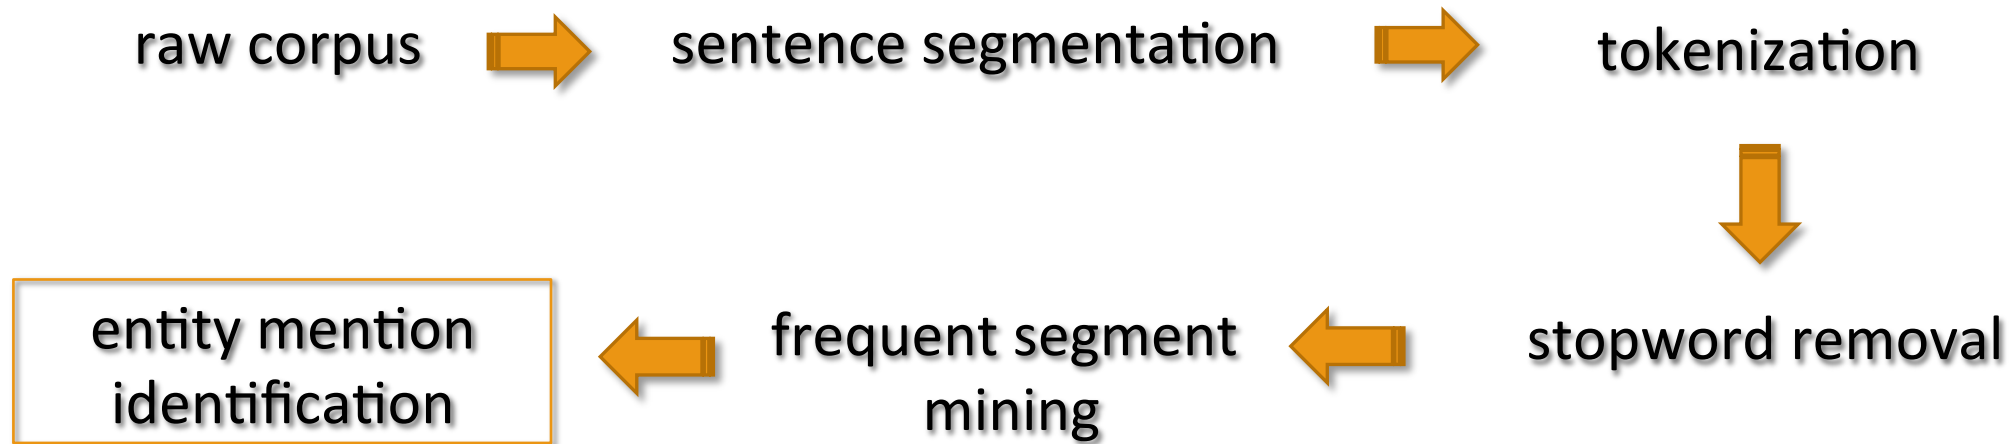 raw corpus
sentence segmentation
tokenization
stopword removal
frequent segment
mining
entity mention
identification